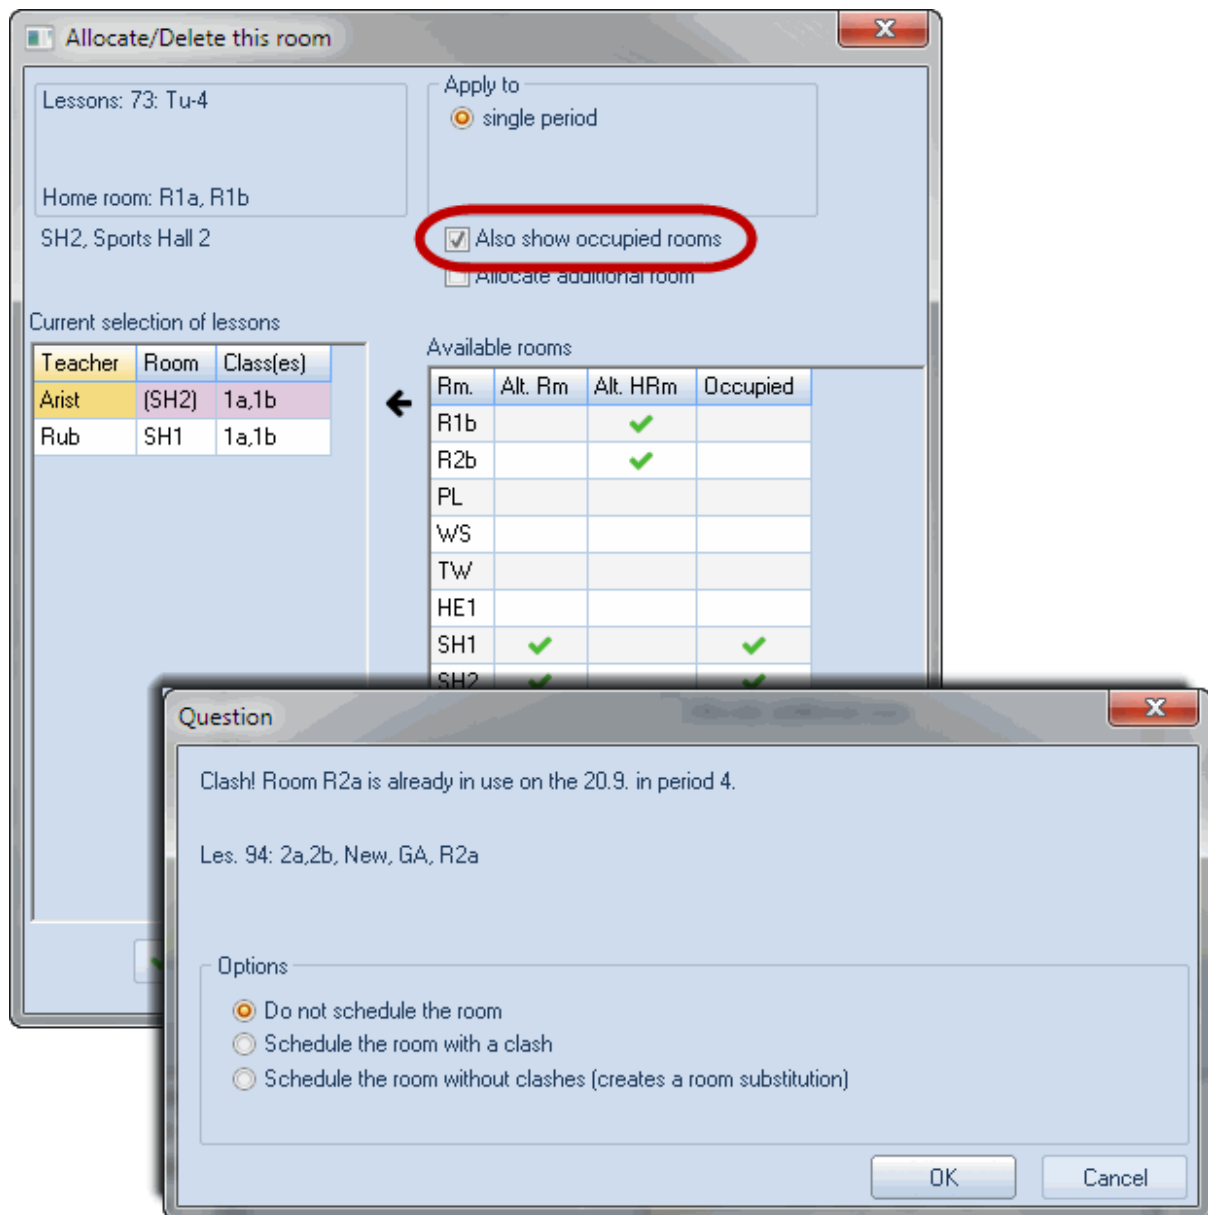 Allocate/Delete this room
Lessons: 73: Tu-4
Home room: R1a, R1b
SH2, Sports Hall 2
Apply to
single period
Also show occupied rooms
Allocate additional room
Current selection of lessons
Teacher Room Class(es)
Arist (SH2) 1a,1b
Rub SH1 1a,1b
Available rooms
Rm. Alt. Rm Alt. HRm Occupied
R1b
R2b
PL
WS
TW
HE1
SH1
SH2
Question
Clash! Room R2a is already in use on the 20.9. in period 4.
Les. 94: 2a,2b, New, GA, R2a
Options
Do not schedule the room
Schedule the room with a clash
Schedule the room without clashes (creates a room substitution)
OK Cancel